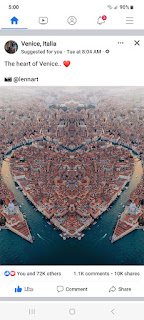 5:00
90%
Venice, Italia
Suggested for you · Tue at 8:04 AM ·
The heart of Venice.. ❤️
📷 @lennart
You and 72K others
1.1K comments · 10K shares
Like
Comment
Share